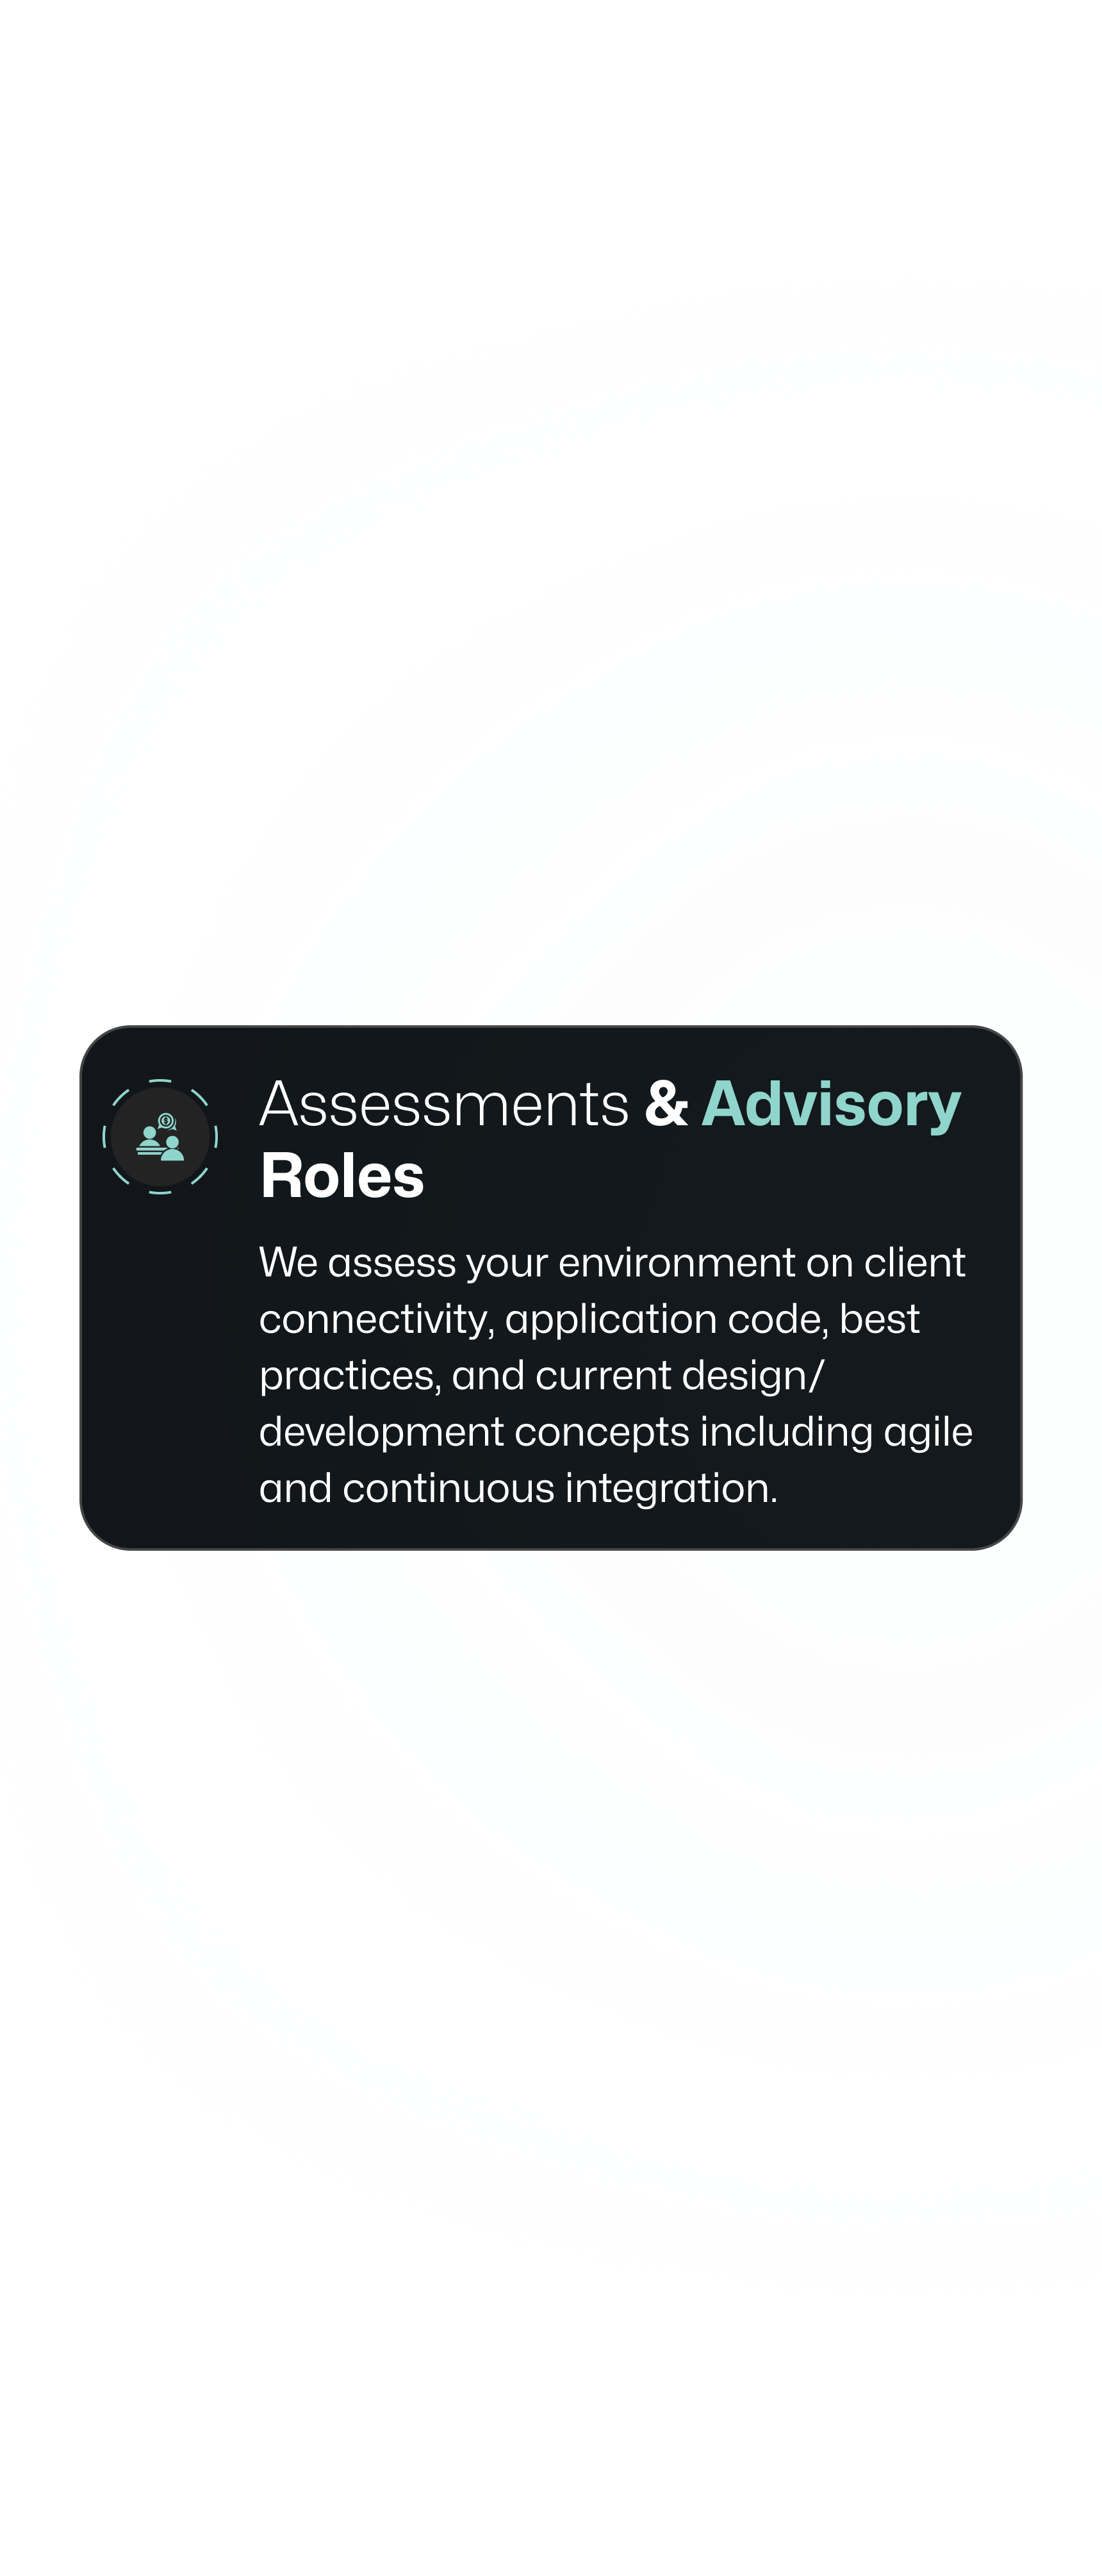 Assessments & Advisory
Roles
We assess your environment on client
connectivity, application code, best
practices, and current design/
development concepts including agile
and continuous integration.